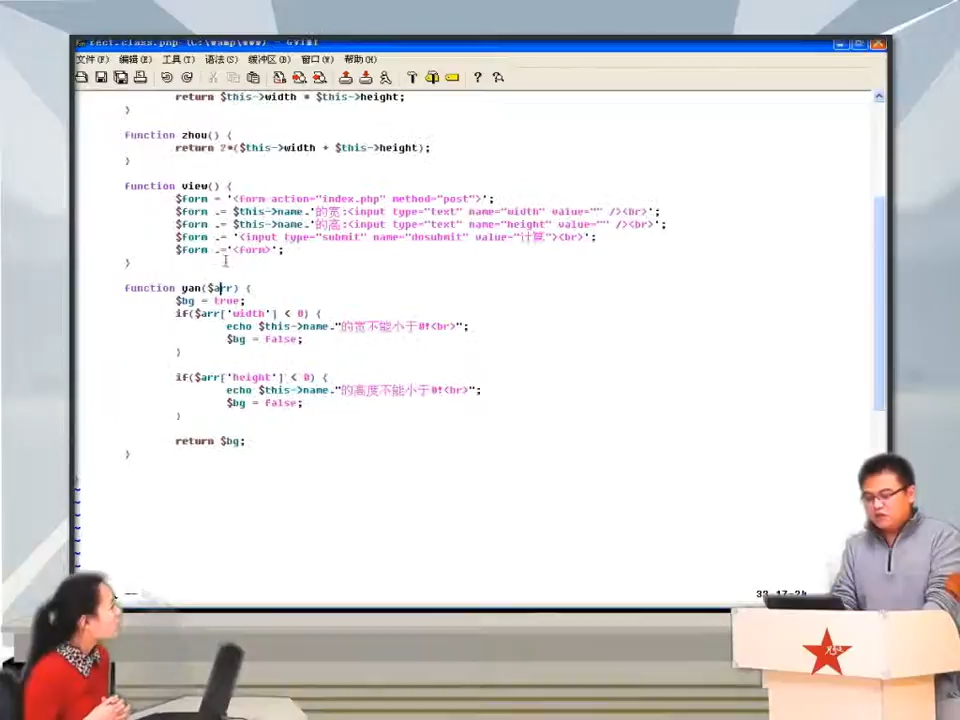 rect.class.php (C:\wamp\www) - GVIM
文件(F) 编辑(E) 工具(T) 语法(S) 缓冲区(B) 窗口(W) 帮助(H)
return $this->width * $this->height;
}
function zhou() {
return 2*($this->width + $this->height);
}
function view() {
$form = '<form action="index.php" method="post">';
$form .= $this->name.'的宽:<input type="text" name="width" value="" /><br>';
$form .= $this->name.'的高:<input type="text" name="height" value="" /><br>';
$form .= '<input type="submit" name="dosubmit" value="计算"><br>';
$form .='<form>';
}
function yan($arr) {
$bg = true;
if($arr['width'] < 0) {
echo $this->name."的宽不能小于0!<br>";
$bg = false;
}
if($arr['height'] < 0) {
echo $this->name."的高度不能小于0!<br>";
$bg = false;
}
return $bg;
}
~
~
~
~
~
~